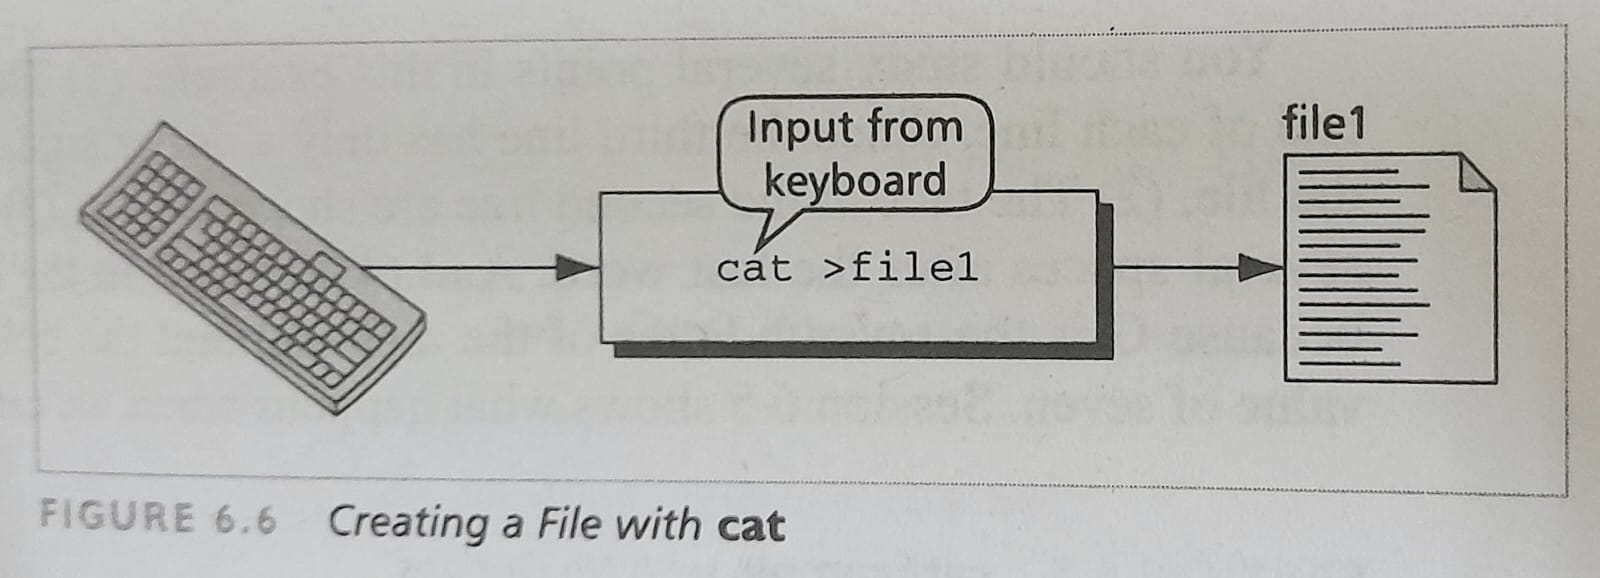 Input from
keyboard
file1
cat >file1
FIGURE 6.6 Creating a File with cat